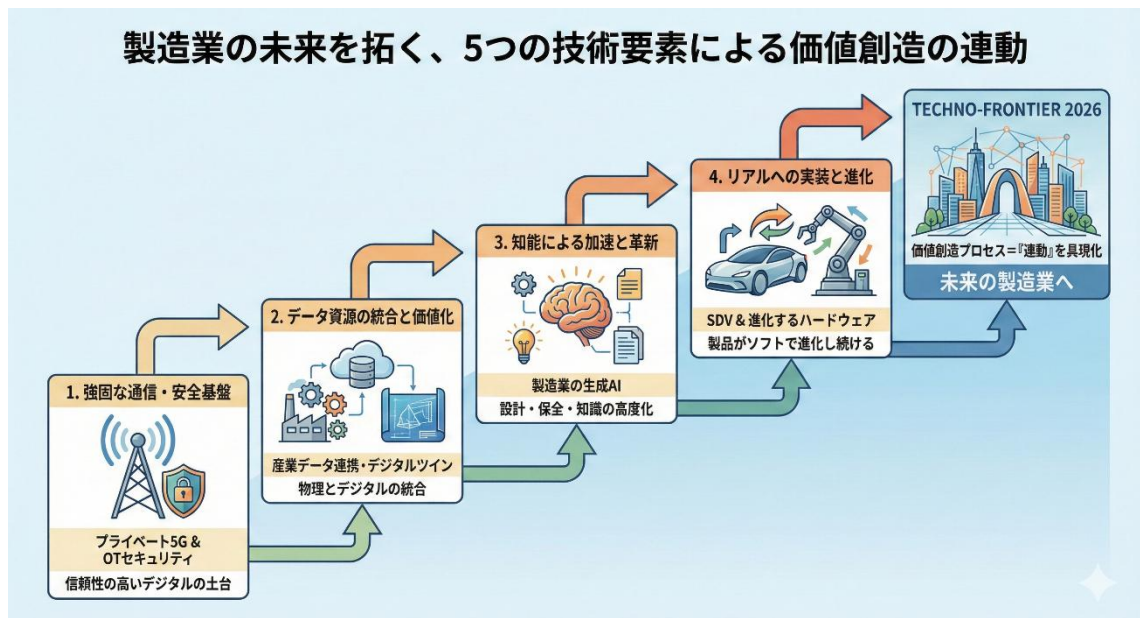 製造業の未来を拓く、5つの技術要素による価値創造の連動
1. 強固な通信・安全基盤
プライベート5G &
OTセキュリティ
信頼性の高いデジタルの土台
2. データ資源の統合と価値化
産業データ連携・デジタルツイン
物理とデジタルの統合
3. 知能による加速と革新
製造業の生成AI
設計・保全・知識の高度化
4. リアルへの実装と進化
SDV & 進化するハードウェア
製品がソフトで進化し続ける
TECHNO-FRONTIER 2026
価値創造プロセス=『連動』を具現化
未来の製造業へ